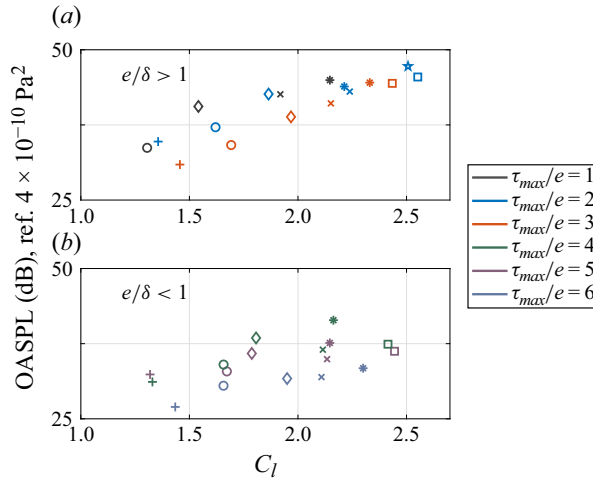 (a)
50
e/δ > 1
25
1.0 1.5 2.0 2.5
OASPL (dB), ref. 4 × 10⁻¹⁰ Pa²
(b)
50
e/δ < 1
25
1.0 1.5 2.0 2.5
C_l
τ_max/e = 1
τ_max/e = 2
τ_max/e = 3
τ_max/e = 4
τ_max/e = 5
τ_max/e = 6